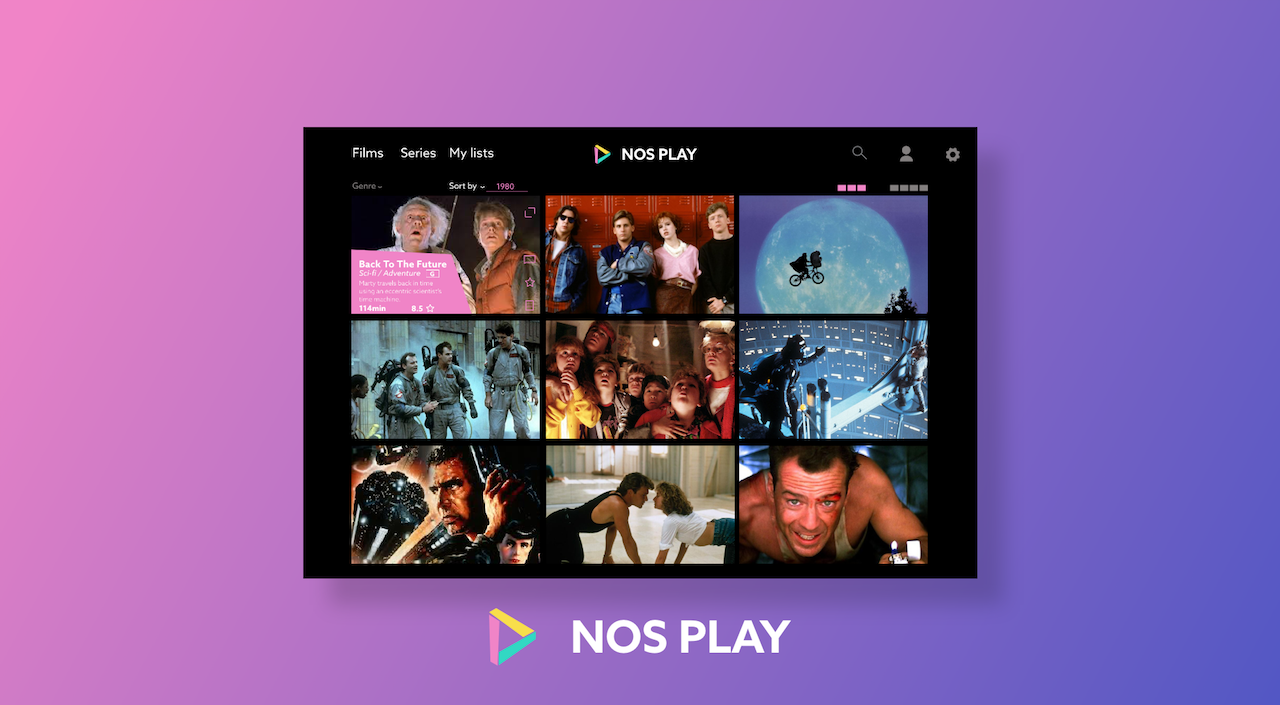 Films Series My lists NOS PLAY
Genre Sort by 1980
Back To The Future
Sci-fi / Adventure G
Marty travels back in time
using an eccentric scientist's
time machine.
114min 8.5
NOS PLAY